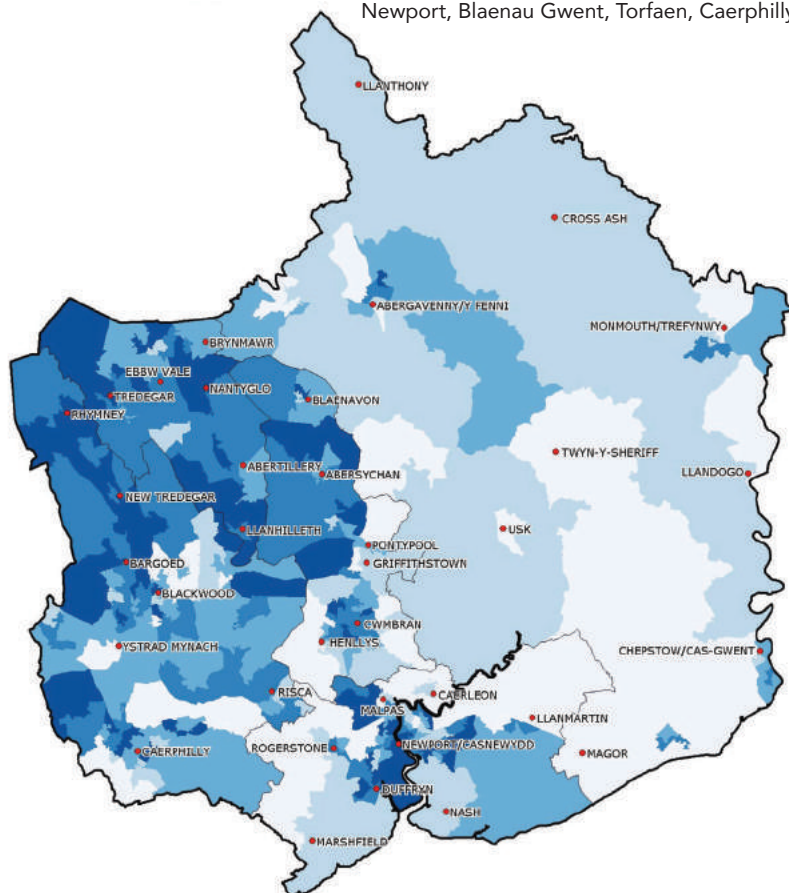 Newport, Blaenau Gwent, Torfaen, Caerphilly
LLANTHONY
CROSS ASH
ABERGAVENNY/Y FENNI
MONMOUTH/TREFYNWY
BRYNMAWR
EBBW VALE
NANTYGLO
TREDEGAR
BLAENAVON
RHYMNEY
TWYN-Y-SHERIFF
ABERTILLERY
ABERSYCHAN
LLANDOGO
NEW TREDEGAR
LLANHILLETH
USK
PONTYPOOL
BARGOED
GRIFFITHSTOWN
BLACKWOOD
CWMBRAN
HENLLYS
YSTRAD MYNACH
CHEPSTOW/CAS-GWENT
RISCA
CAERLEON
MALPAS
LLANMARTIN
ROGERSTONE
NEWPORT/CASNEWYDD
CAERPHILLY
MAGOR
DUFFRYN
NASH
MARSHFIELD